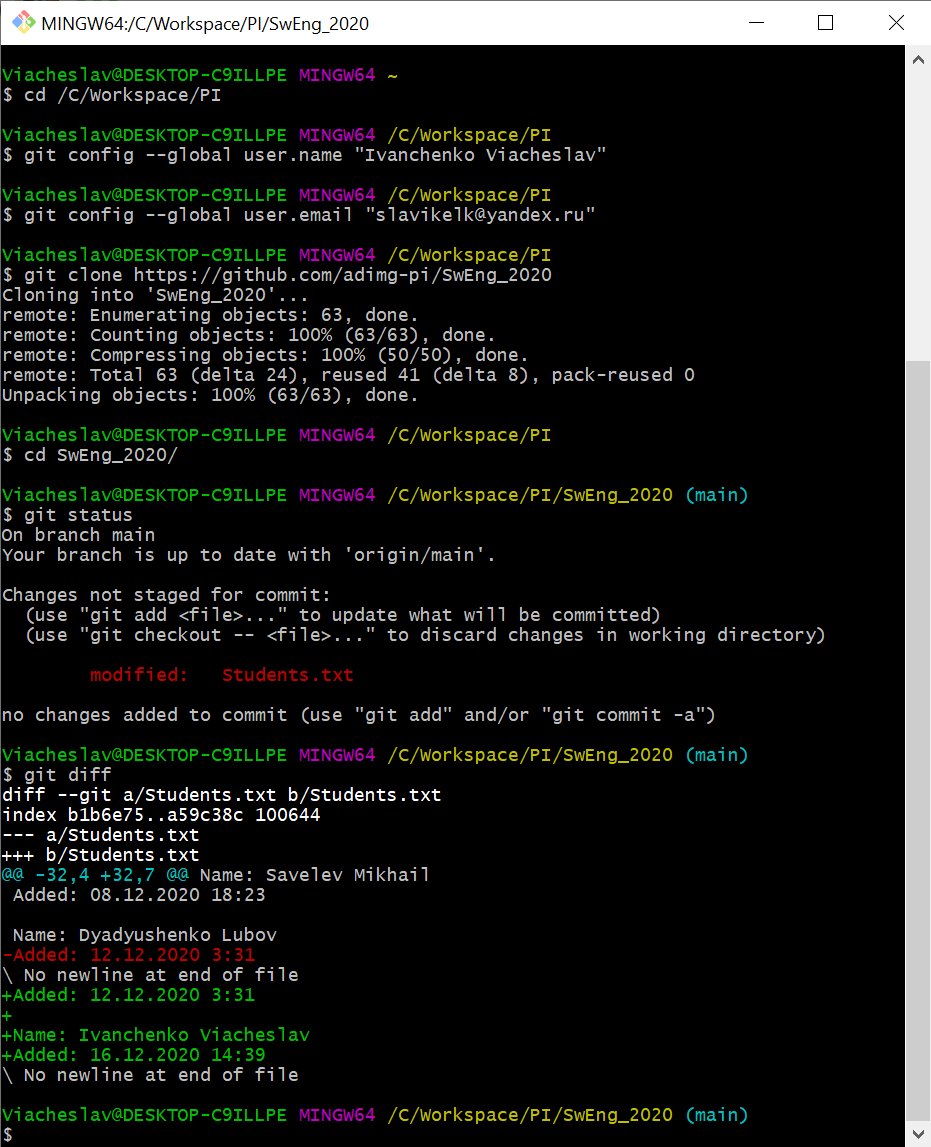 MINGW64:/C/Workspace/PI/SwEng_2020
Viacheslav@DESKTOP-C9ILLPE MINGW64 ~
$ cd /C/Workspace/PI
Viacheslav@DESKTOP-C9ILLPE MINGW64 /C/Workspace/PI
$ git config --global user.name "Ivanchenko Viacheslav"
Viacheslav@DESKTOP-C9ILLPE MINGW64 /C/Workspace/PI
$ git config --global user.email "slavikelk@yandex.ru"
Viacheslav@DESKTOP-C9ILLPE MINGW64 /C/Workspace/PI
$ git clone https://github.com/adimg-pi/SwEng_2020
Cloning into 'SwEng_2020'...
remote: Enumerating objects: 63, done.
remote: Counting objects: 100% (63/63), done.
remote: Compressing objects: 100% (50/50), done.
remote: Total 63 (delta 24), reused 41 (delta 8), pack-reused 0
Unpacking objects: 100% (63/63), done.
Viacheslav@DESKTOP-C9ILLPE MINGW64 /C/Workspace/PI
$ cd SwEng_2020/
Viacheslav@DESKTOP-C9ILLPE MINGW64 /C/Workspace/PI/SwEng_2020 (main)
$ git status
On branch main
Your branch is up to date with 'origin/main'.
Changes not staged for commit:
  (use "git add <file>..." to update what will be committed)
  (use "git checkout -- <file>..." to discard changes in working directory)
        modified:   Students.txt
no changes added to commit (use "git add" and/or "git commit -a")
Viacheslav@DESKTOP-C9ILLPE MINGW64 /C/Workspace/PI/SwEng_2020 (main)
$ git diff
diff --git a/Students.txt b/Students.txt
index b1b6e75..a59c38c 100644
--- a/Students.txt
+++ b/Students.txt
@@ -32,4 +32,7 @@ Name: Savelev Mikhail
 Added: 08.12.2020 18:23
 Name: Dyadyushenko Lubov
-Added: 12.12.2020 3:31
\ No newline at end of file
+Added: 12.12.2020 3:31
+
+Name: Ivanchenko Viacheslav
+Added: 16.12.2020 14:39
\ No newline at end of file
Viacheslav@DESKTOP-C9ILLPE MINGW64 /C/Workspace/PI/SwEng_2020 (main)
$